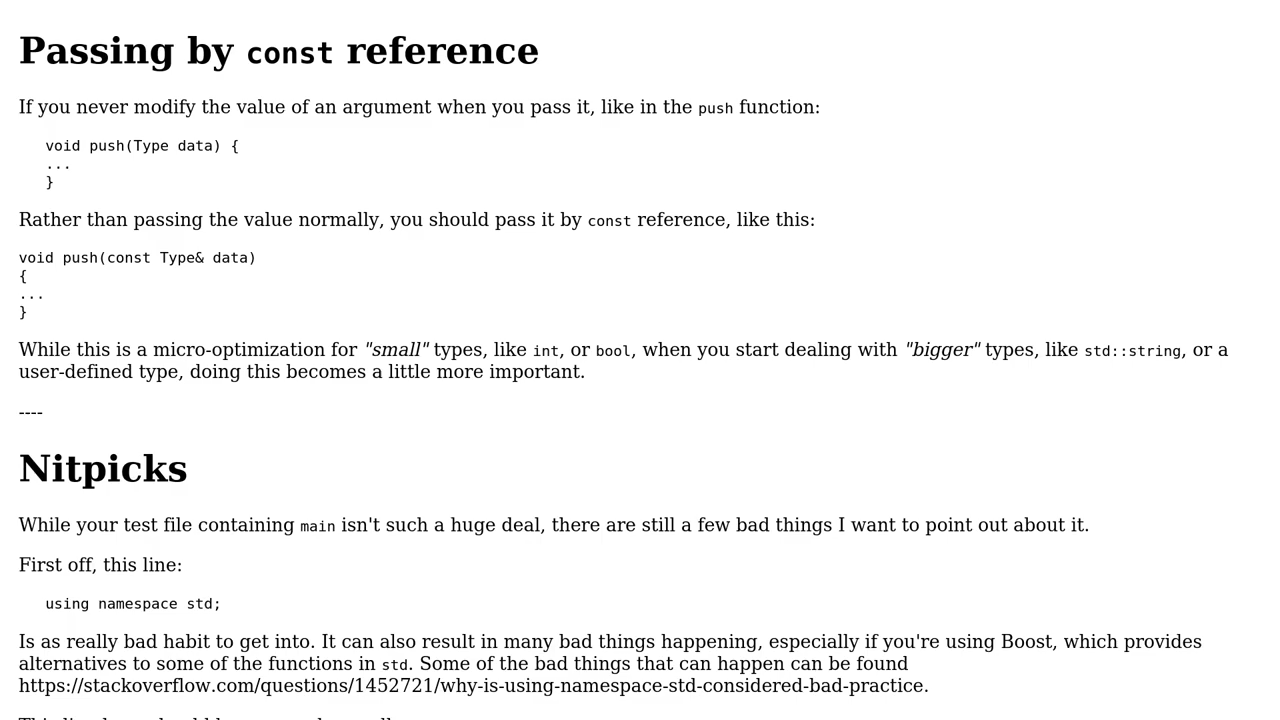 Passing by const reference
If you never modify the value of an argument when you pass it, like in the push function:
void push(Type data) {
...
}
Rather than passing the value normally, you should pass it by const reference, like this:
void push(const Type& data)
{
...
}
While this is a micro-optimization for "small" types, like int, or bool, when you start dealing with "bigger" types, like std::string, or a
user-defined type, doing this becomes a little more important.
----
Nitpicks
While your test file containing main isn't such a huge deal, there are still a few bad things I want to point out about it.
First off, this line:
using namespace std;
Is as really bad habit to get into. It can also result in many bad things happening, especially if you're using Boost, which provides
alternatives to some of the functions in std. Some of the bad things that can happen can be found
https://stackoverflow.com/questions/1452721/why-is-using-namespace-std-considered-bad-practice.